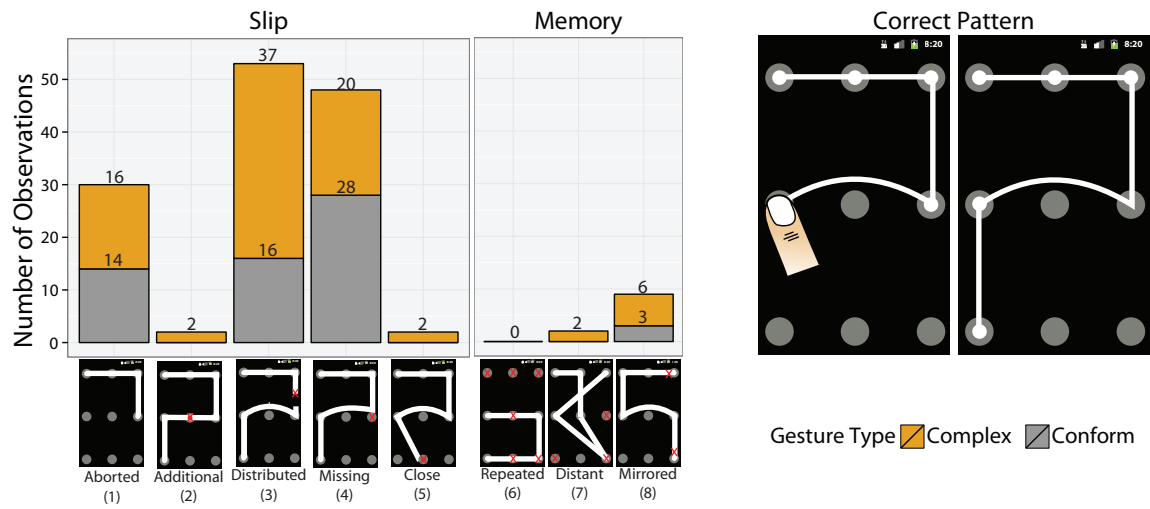 Slip
Memory
Correct Pattern
Number of Observations
50
40
30
20
10
0
16
14
2
37
16
20
28
2
0
2
6
3
8:20
8:20
Aborted
(1)
Additional
(2)
Distributed
(3)
Missing
(4)
Close
(5)
Repeated
(6)
Distant
(7)
Mirrored
(8)
Gesture Type Complex Conform